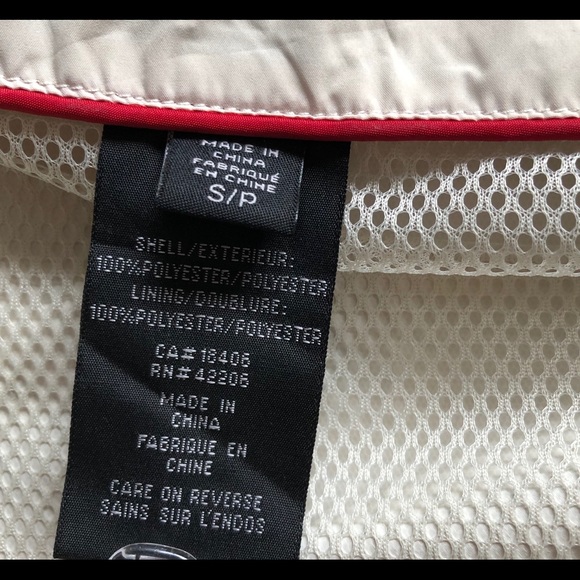 MADE IN
CHINA
FABRIQUÉ
EN CHINE
S/P
SHELL/EXTERIEUR:
100%POLYESTER/POLYESTER
LINING/DOUBLURE:
100%POLYESTER/POLYESTER
CA# 16406
RN# 42206
MADE IN
CHINA
FABRIQUE EN
CHINE
CARE ON REVERSE
SAINS SUR L'ENDOS